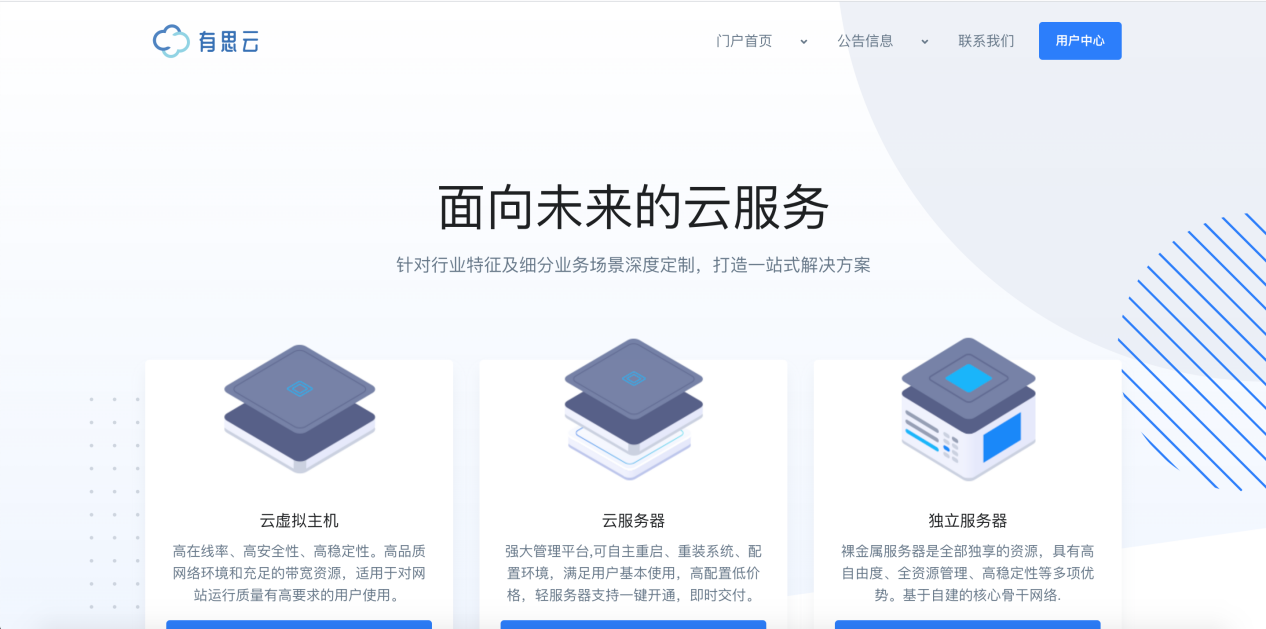 有思云
门户首页
公告信息
联系我们
用户中心
面向未来的云服务
针对行业特征及细分业务场景深度定制，打造一站式解决方案
云虚拟主机
高在线率、高安全性、高稳定性。高品质
网络环境和充足的带宽资源，适用于对网
站运行质量有高要求的用户使用。
云服务器
强大管理平台,可自主重启、重装系统、配
置环境，满足用户基本使用，高配置低价
格，轻服务器支持一键开通，即时交付。
独立服务器
裸金属服务器是全部独享的资源，具有高
自由度、全资源管理、高稳定性等多项优
势。基于自建的核心骨干网络.